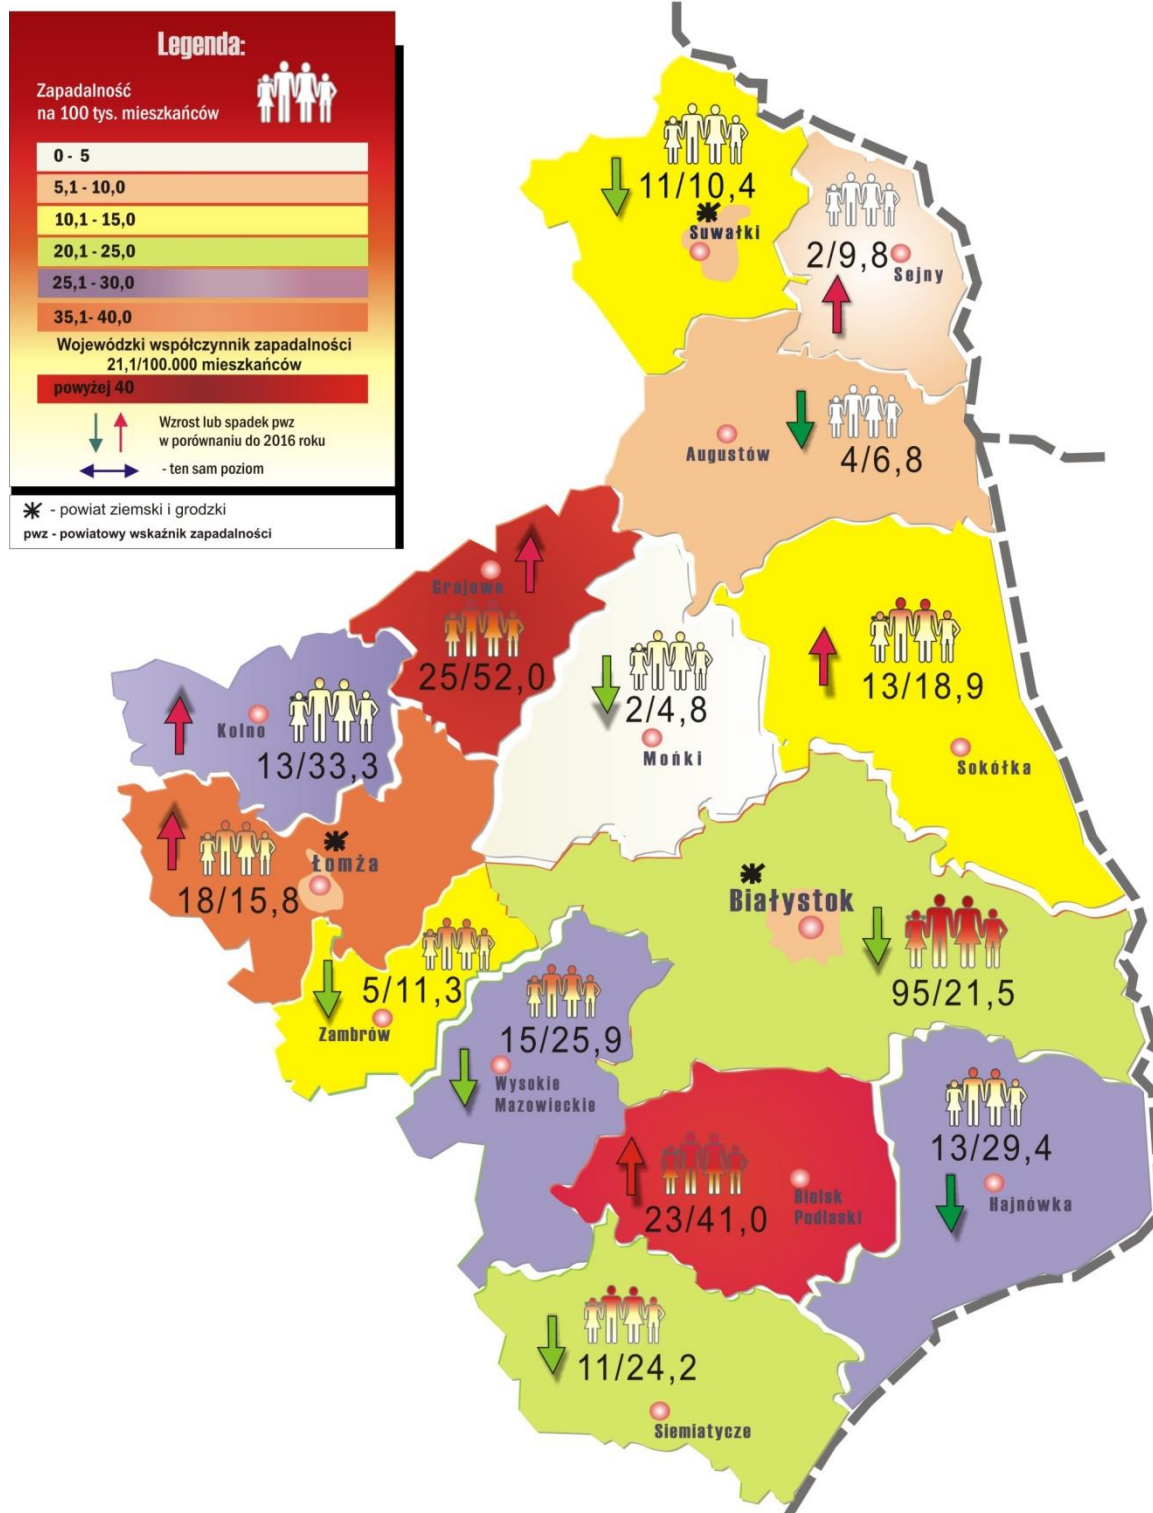 Legenda:
Zapadalność
na 100 tys. mieszkańców
0 - 5
5,1 - 10,0
10,1 - 15,0
20,1 - 25,0
25,1 - 30,0
35,1- 40,0
Wojewódzki współczynnik zapadalności
21,1/100.000 mieszkańców
powyżej 40
Wzrost lub spadek pwz
w porównaniu do 2016 roku
- ten sam poziom
- powiat ziemski i grodzki
pwz - powiatowy wskaźnik zapadalności
11/10,4
Suwałki
2/9,8
Sejny
Augustów
4/6,8
Grajewo
25/52,0
2/4,8
Mońki
13/18,9
Sokółka
Kolno
13/33,3
Łomża
18/15,8
Białystok
95/21,5
5/11,3
Zambrów
15/25,9
Wysokie
Mazowieckie
13/29,4
Hajnówka
23/41,0
Bielsk
Podlaski
11/24,2
Siemiatycze